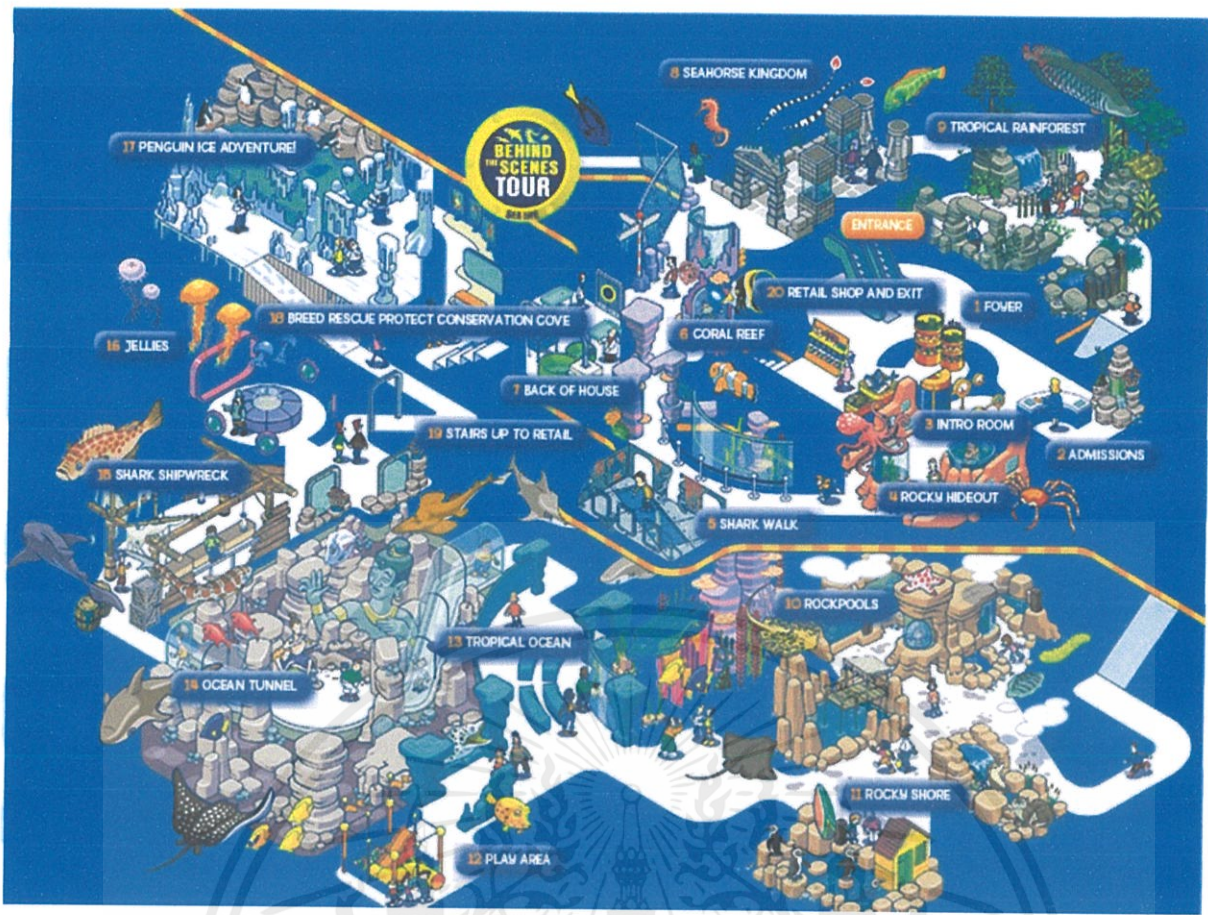 8 SEAHORSE KINGDOM
9 TROPICAL RAINFOREST
17 PENGUIN ICE ADVENTURE!
BEHIND
THE
SCENES
TOUR
SEA LIFE
ENTRANCE
20 RETAIL SHOP AND EXIT
1 FOYER
18 BREED RESCUE PROTECT CONSERVATION COVE
6 CORAL REEF
16 JELLIES
7 BACK OF HOUSE
3 INTRO ROOM
19 STAIRS UP TO RETAIL
2 ADMISSIONS
15 SHARK SHIPWRECK
4 ROCKY HIDEOUT
5 SHARK WALK
10 ROCKPOOLS
13 TROPICAL OCEAN
14 OCEAN TUNNEL
11 ROCKY SHORE
12 PLAY AREA